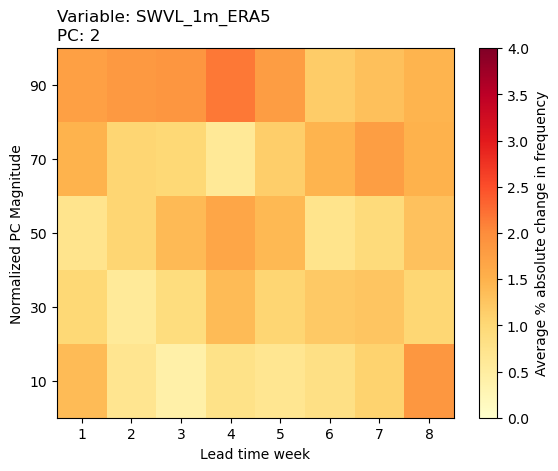 Variable: SWVL_1m_ERA5
PC: 2
90
70
50
30
10
Normalized PC Magnitude
1 2 3 4 5 6 7 8
Lead time week
4.0
3.5
3.0
2.5
2.0
1.5
1.0
0.5
0.0
Average % absolute change in frequency